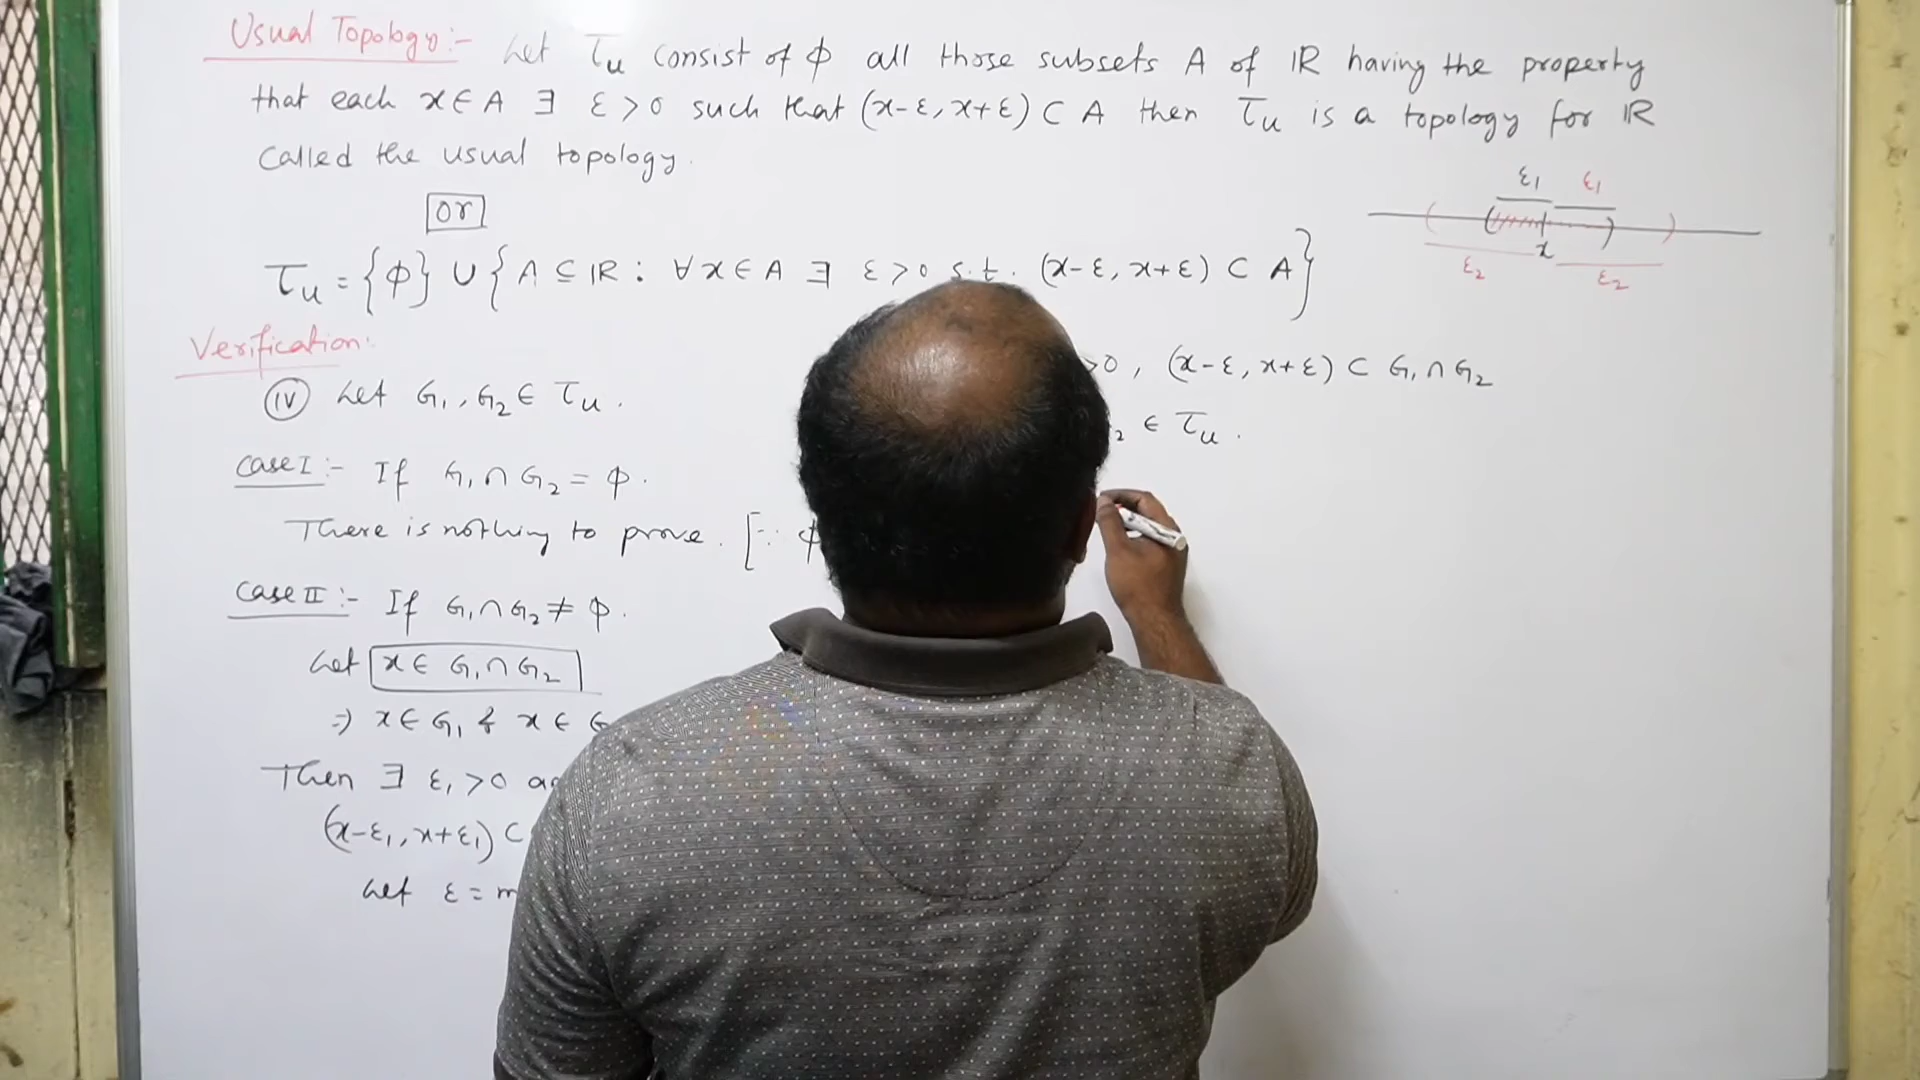 Usual Topology:- Let τu consist of ϕ all those subsets A of ℝ having the property
that each x∈A ∃ ε>0 such that (x-ε, x+ε) ⊂ A then τu is a topology for ℝ
called the usual topology.
or
τu = {ϕ} ∪ {A ⊆ ℝ : ∀ x∈A ∃ ε>0 s.t. (x-ε, x+ε) ⊂ A}
ε1 ε1
x
ε2 ε2
Verification:
(IV) Let G1, G2 ∈ τu.
Case I:- If G1 ∩ G2 = ϕ.
There is nothing to prove. [∵ ϕ
Case II:- If G1 ∩ G2 ≠ ϕ.
Let x ∈ G1 ∩ G2
⇒ x ∈ G1 & x ∈ G
Then ∃ ε1 > 0
(x-ε1, x+ε1) ⊂
Let ε =
>0, (x-ε, x+ε) ⊂ G1 ∩ G2
2 ∈ τu.